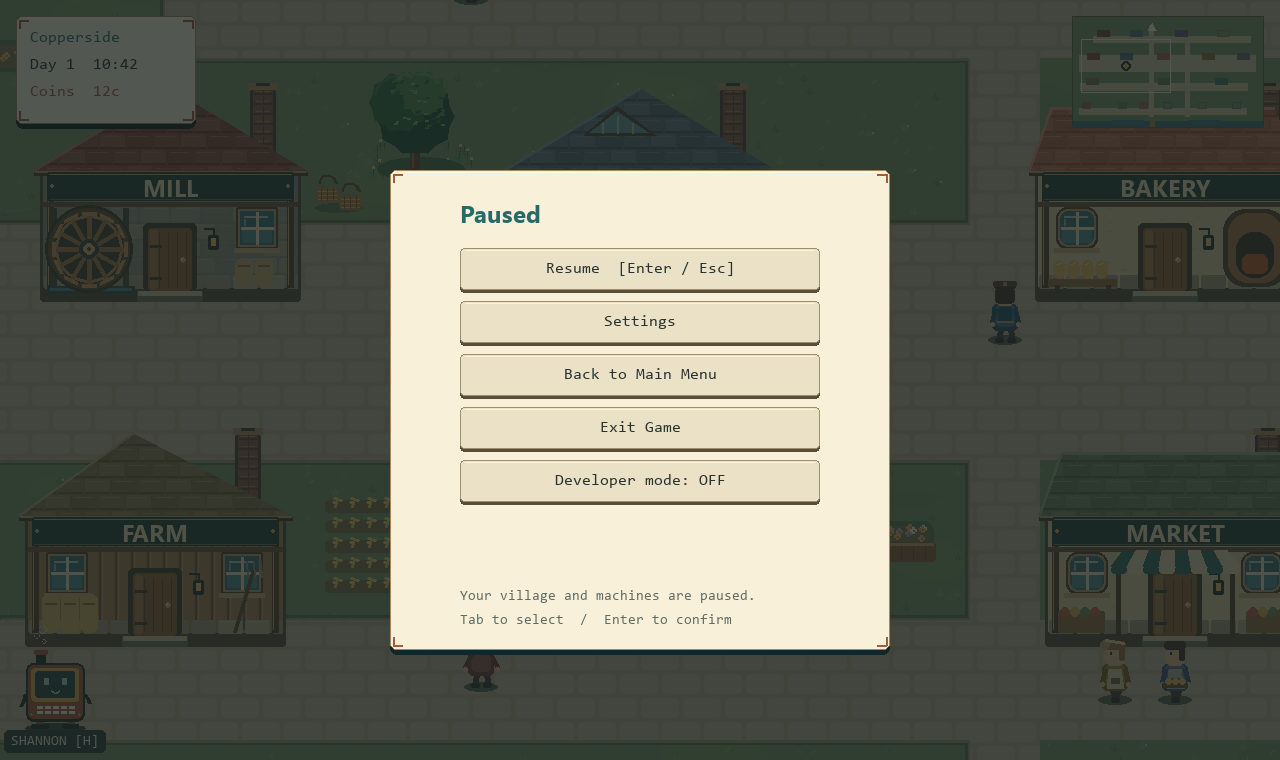 Copperside
Day 1  10:42
Coins  12c
MILL
BAKERY
Paused
Resume  [Enter / Esc]
Settings
Back to Main Menu
Exit Game
Developer mode: OFF
FARM
MARKET
Your village and machines are paused.
Tab to select  /  Enter to confirm
SHANNON [H]